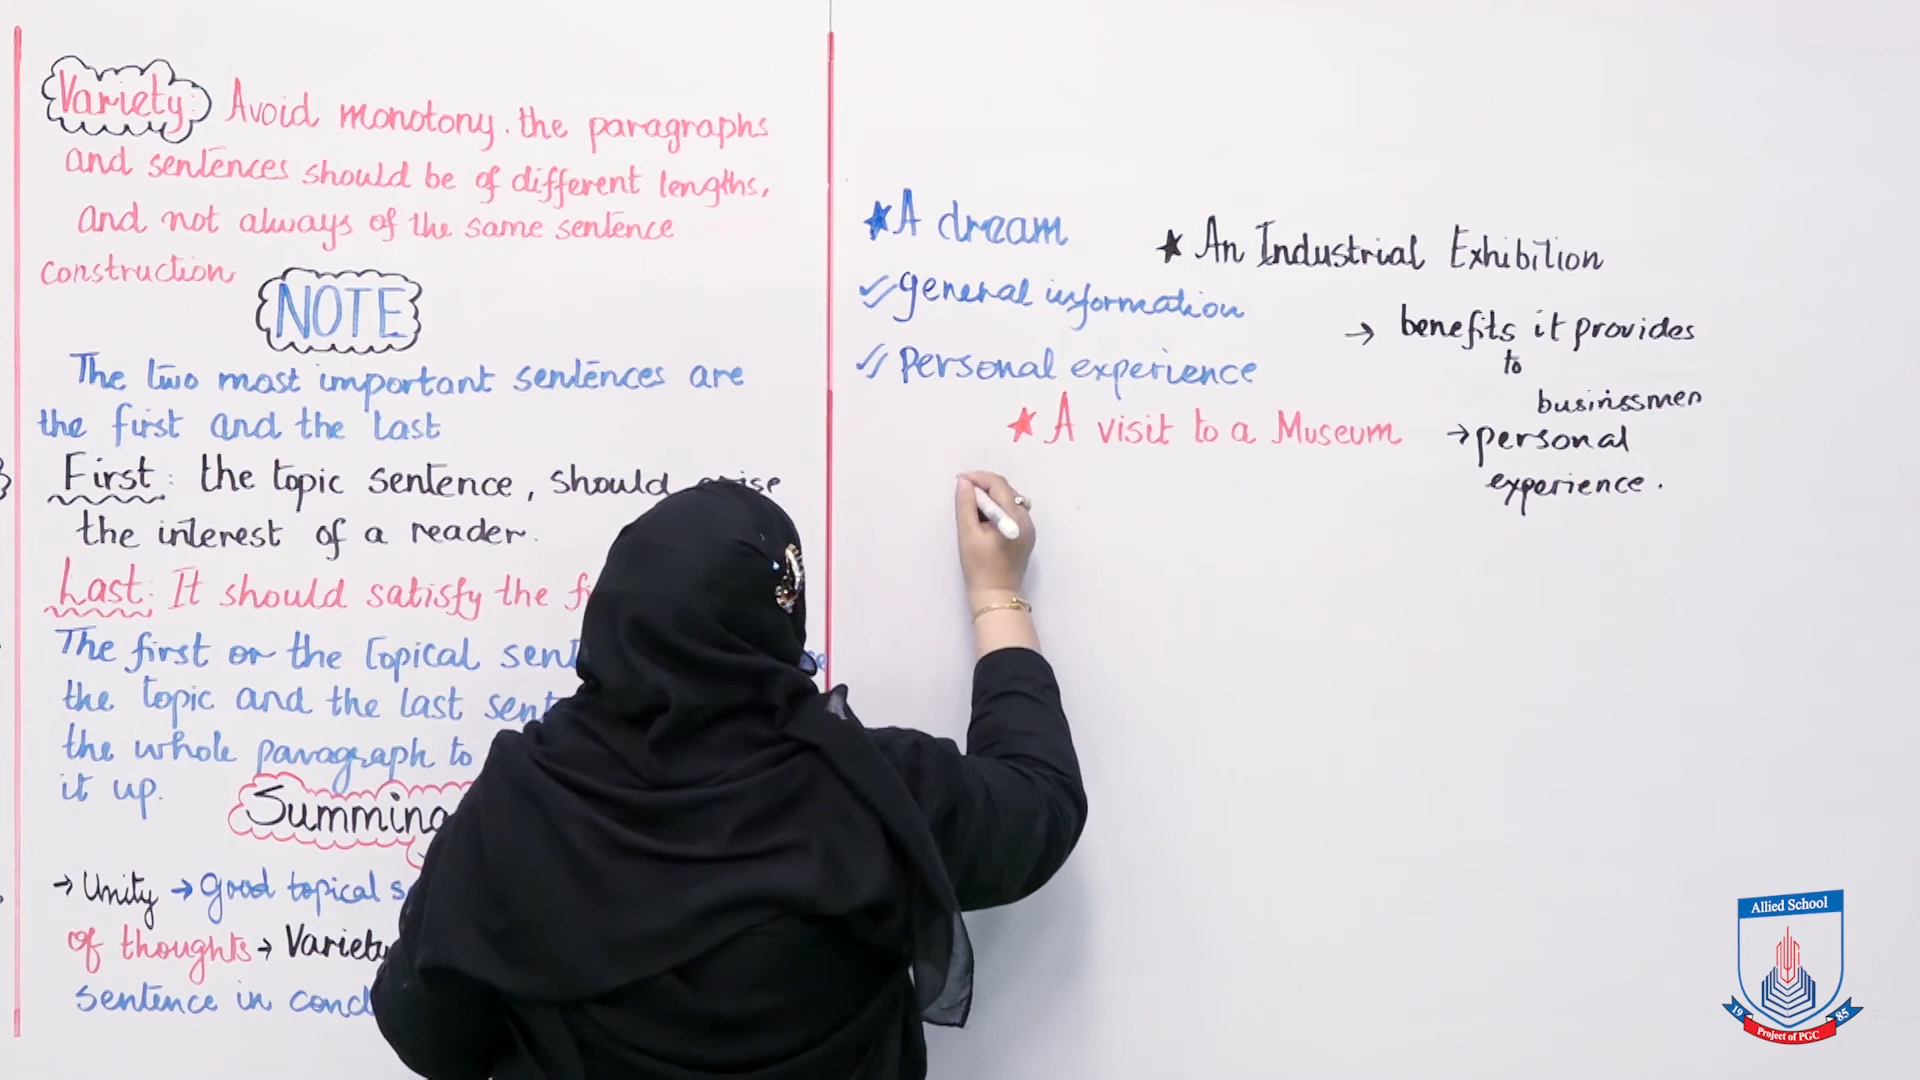 Variety: Avoid monotony. the paragraphs
and sentences should be of different lengths,
and not always of the same sentence
construction
NOTE
The two most important sentences are
the first and the last
First: the topic sentence, should
the interest of a reader.
Last: It should satisfy the
The first or the topical
the topic and the last
the whole paragraph to
it up.
Summing
→ Unity → good topical
of thoughts → Variety
sentence in
★ A dream
general information
Personal experience
★ A visit to a Museum
★ An Industrial Exhibition
→ benefits it provides
to
businissmen
→ personal
experience.
Allied School
19 85
Project of PGC